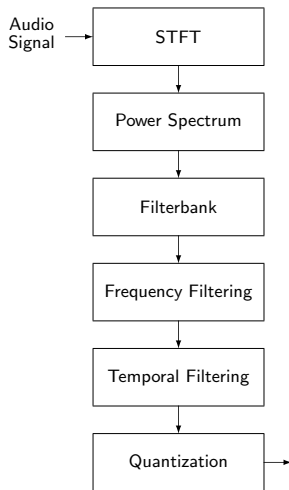 Audio
Signal
STFT
Power Spectrum
Filterbank
Frequency Filtering
Temporal Filtering
Quantization